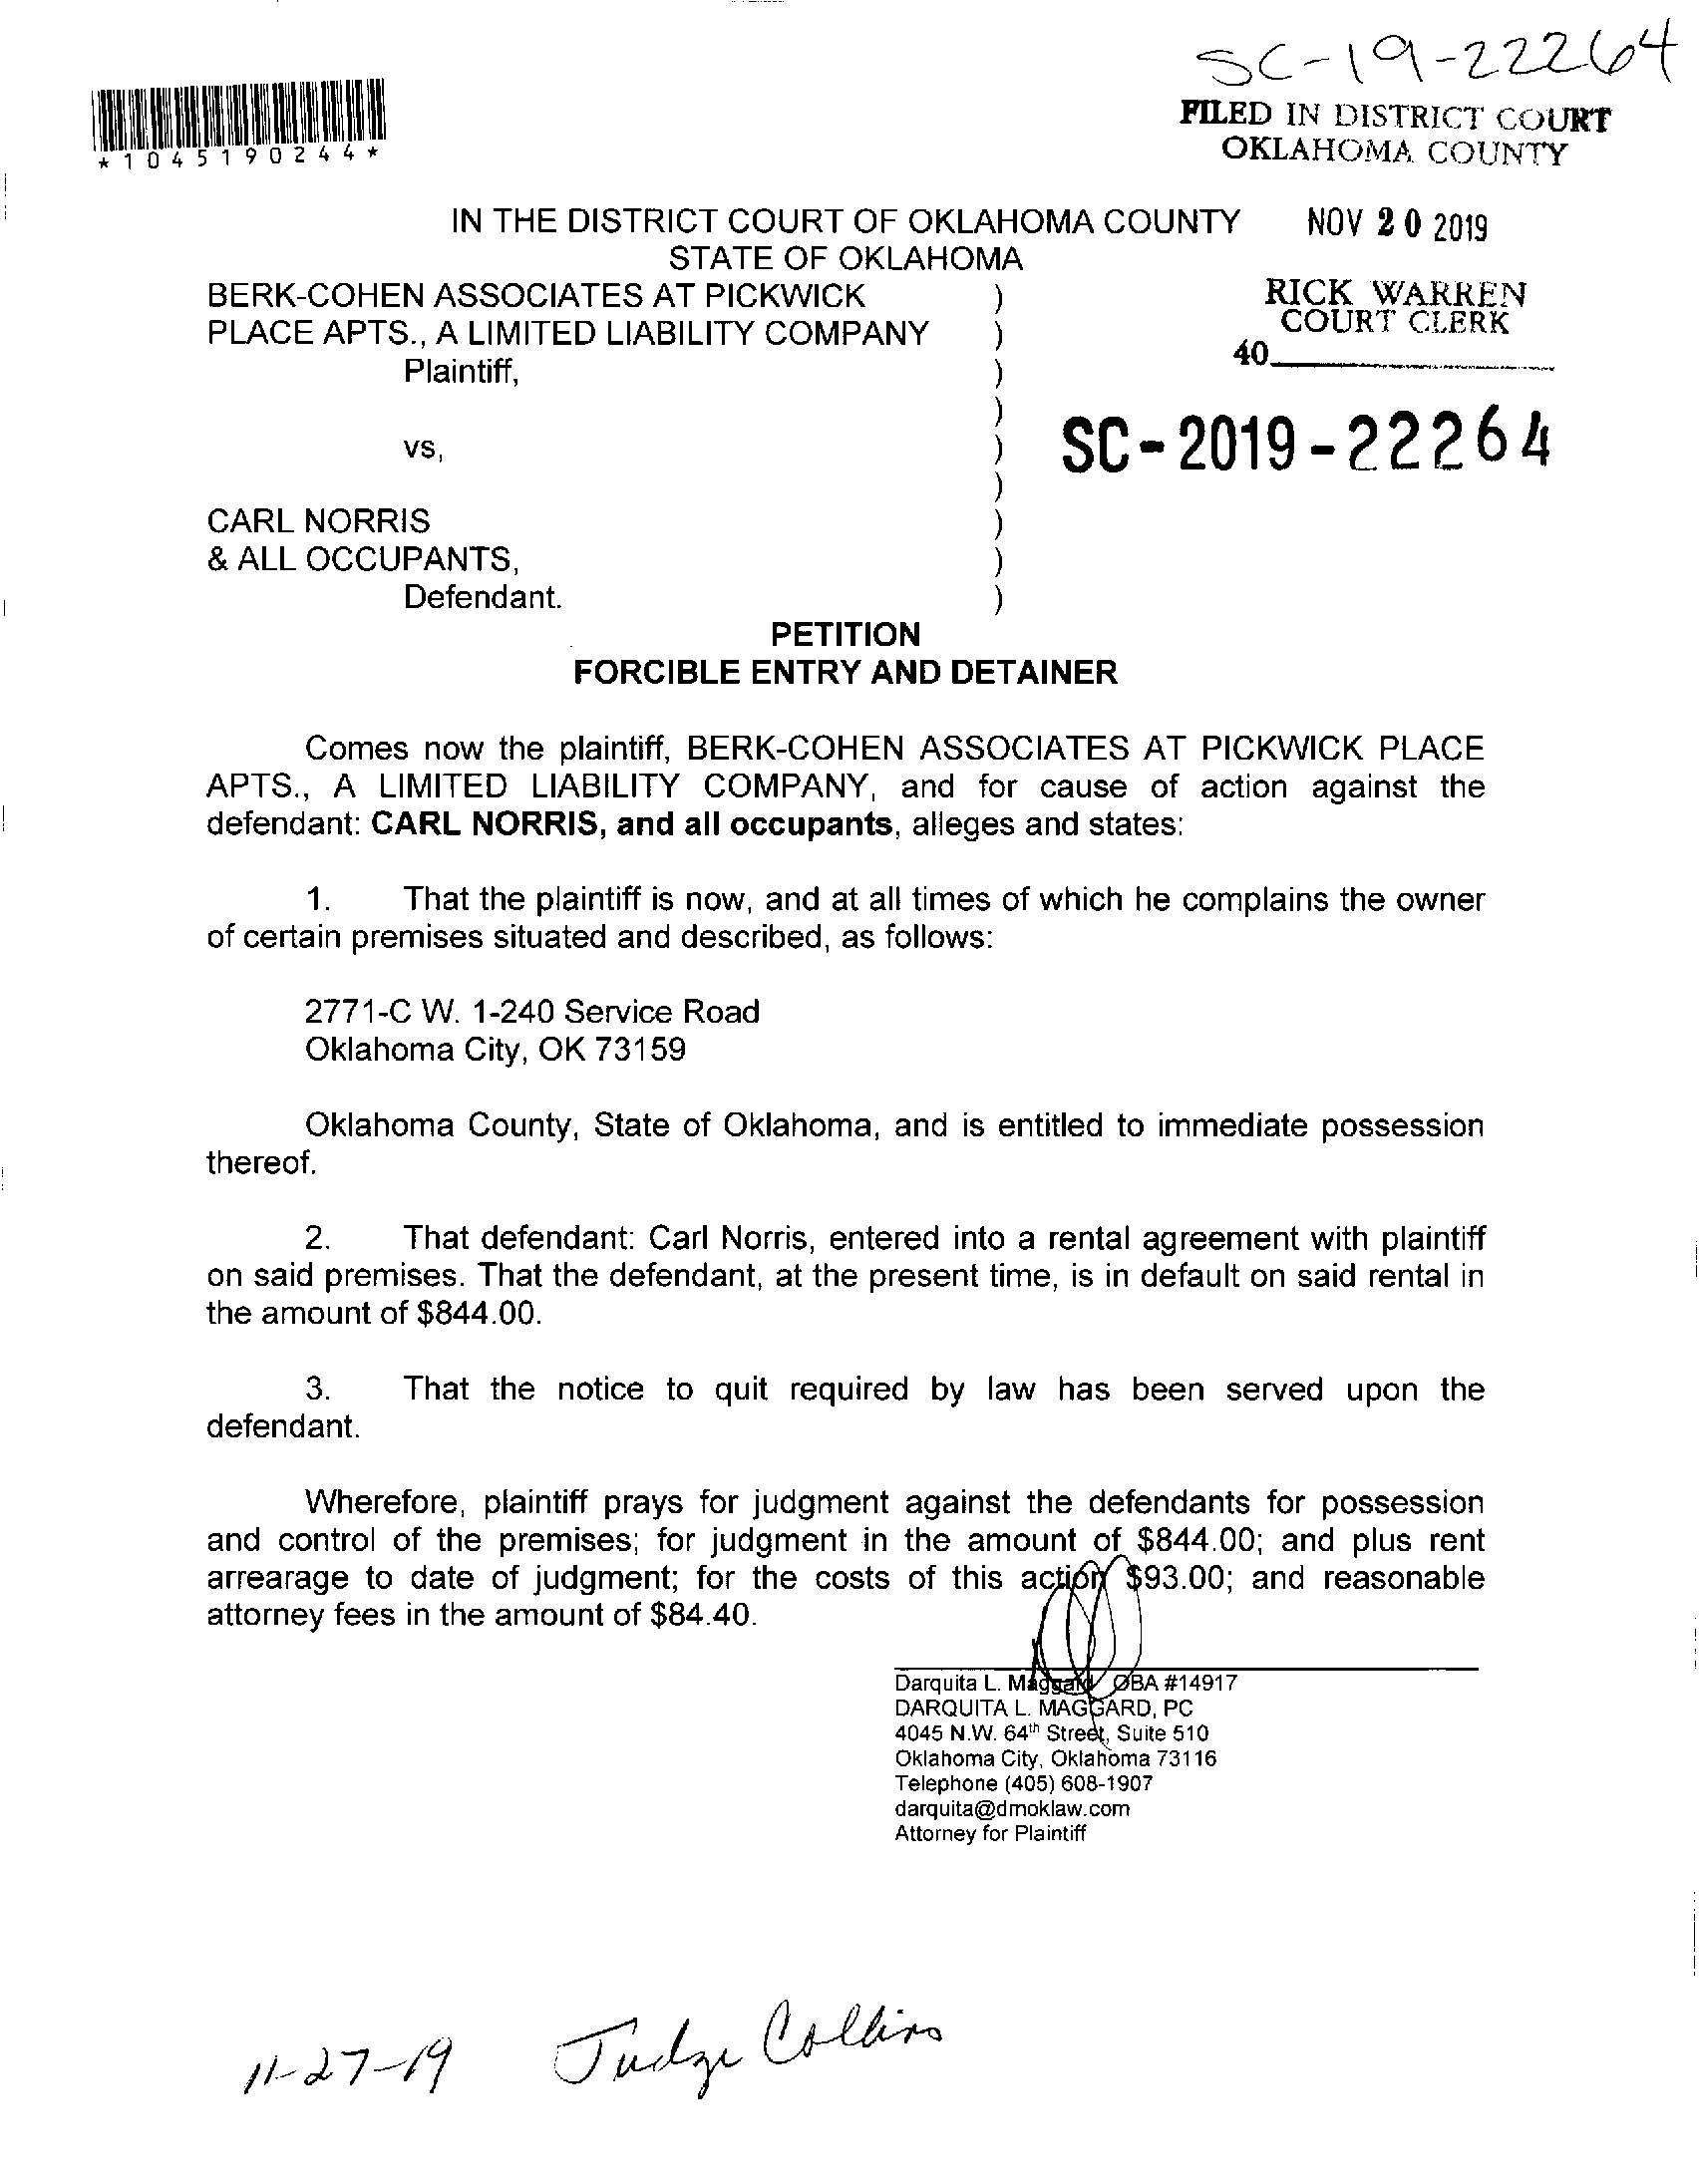 SC-19-22264
FILED IN DISTRICT COURT
OKLAHOMA COUNTY
*1045190244*
IN THE DISTRICT COURT OF OKLAHOMA COUNTY
NOV 20 2019
STATE OF OKLAHOMA
BERK-COHEN ASSOCIATES AT PICKWICK )
RICK WARREN
COURT CLERK
PLACE APTS., A LIMITED LIABILITY COMPANY )
40
Plaintiff, )
)
vs, )
SC-2019-22264
)
CARL NORRIS )
& ALL OCCUPANTS, )
Defendant. )
PETITION
FORCIBLE ENTRY AND DETAINER
Comes now the plaintiff, BERK-COHEN ASSOCIATES AT PICKWICK PLACE
APTS., A LIMITED LIABILITY COMPANY, and for cause of action against the
defendant: CARL NORRIS, and all occupants, alleges and states:
1. That the plaintiff is now, and at all times of which he complains the owner
of certain premises situated and described, as follows:
2771-C W. 1-240 Service Road
Oklahoma City, OK 73159
Oklahoma County, State of Oklahoma, and is entitled to immediate possession
thereof.
2. That defendant: Carl Norris, entered into a rental agreement with plaintiff
on said premises. That the defendant, at the present time, is in default on said rental in
the amount of $844.00.
3. That the notice to quit required by law has been served upon the
defendant.
Wherefore, plaintiff prays for judgment against the defendants for possession
and control of the premises; for judgment in the amount of $844.00; and plus rent
arrearage to date of judgment; for the costs of this action $93.00; and reasonable
attorney fees in the amount of $84.40.
Darquita L. Maggard OBA #14917
DARQUITA L. MAGGARD, PC
4045 N.W. 64th Street, Suite 510
Oklahoma City, Oklahoma 73116
Telephone (405) 608-1907
darquita@dmoklaw.com
Attorney for Plaintiff
11-27-19 Judge Collins